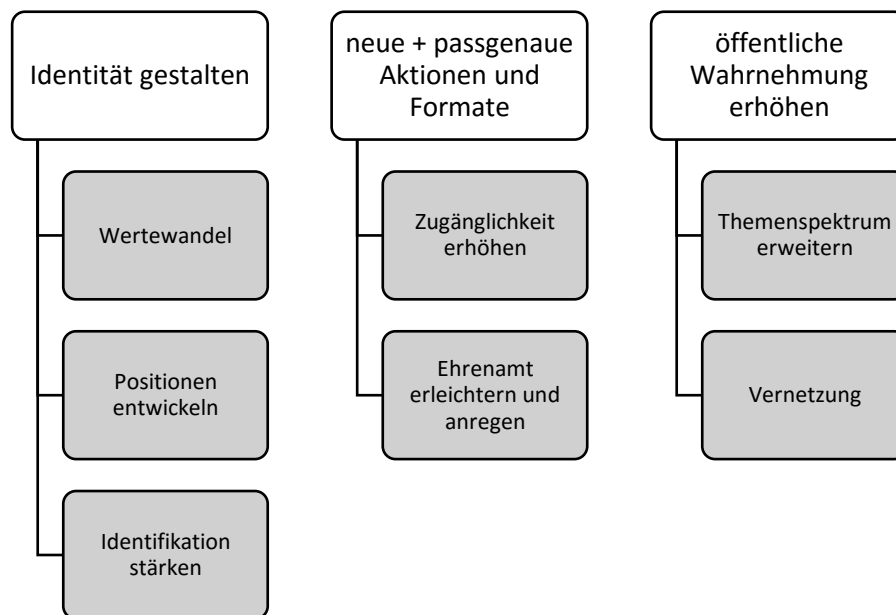 Identität gestalten
Wertewandel
Positionen
entwickeln
Identifikation
stärken
neue + passgenaue
Aktionen und
Formate
Zugänglichkeit
erhöhen
Ehrenamt
erleichtern und
anregen
öffentliche
Wahrnehmung
erhöhen
Themenspektrum
erweitern
Vernetzung